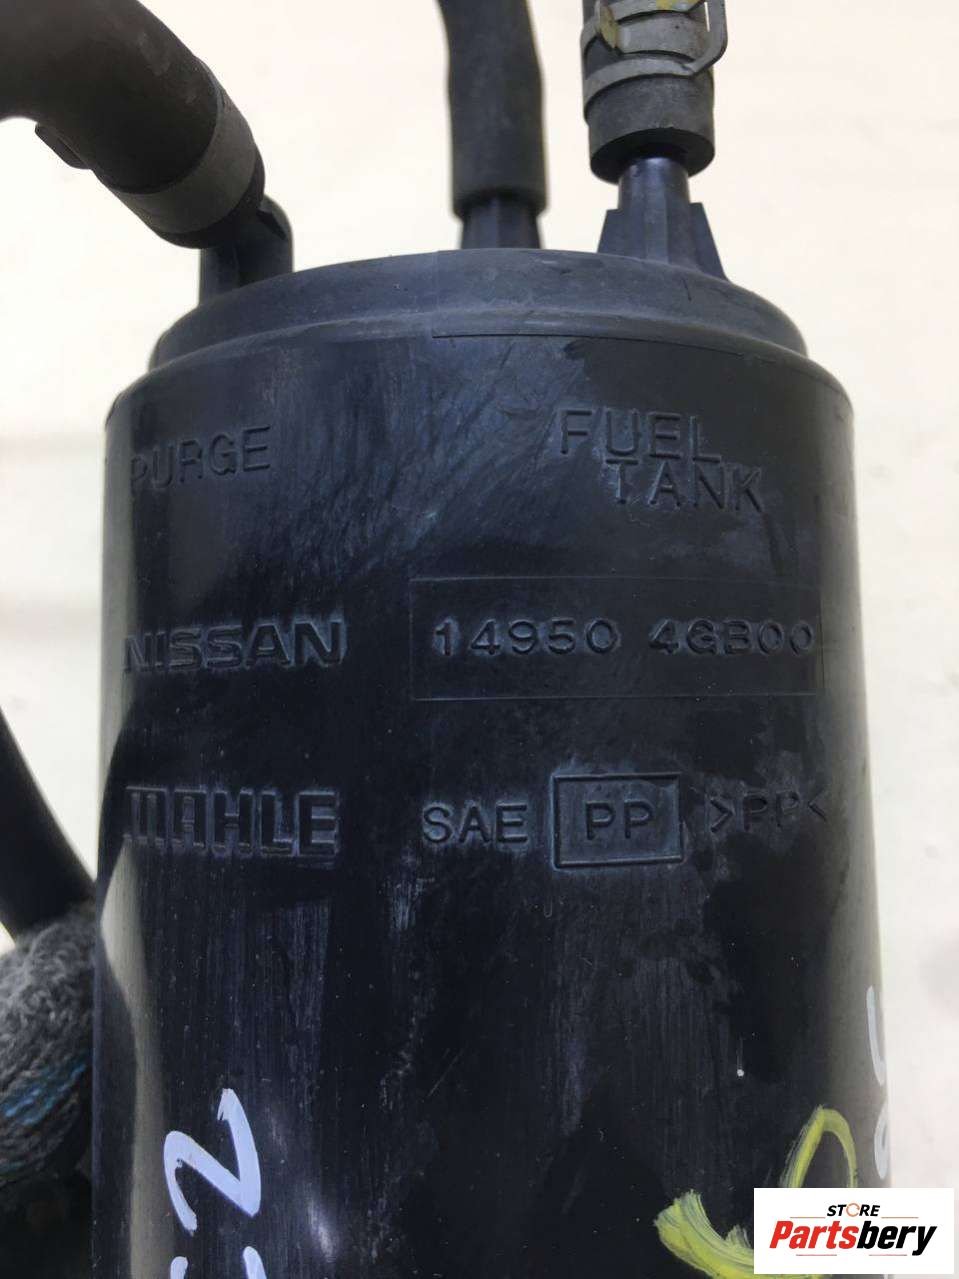 PURGE
FUEL
TANK
NISSAN
14950 4GB00
MAHLE
SAE PP >PP<
STORE
Partsbery